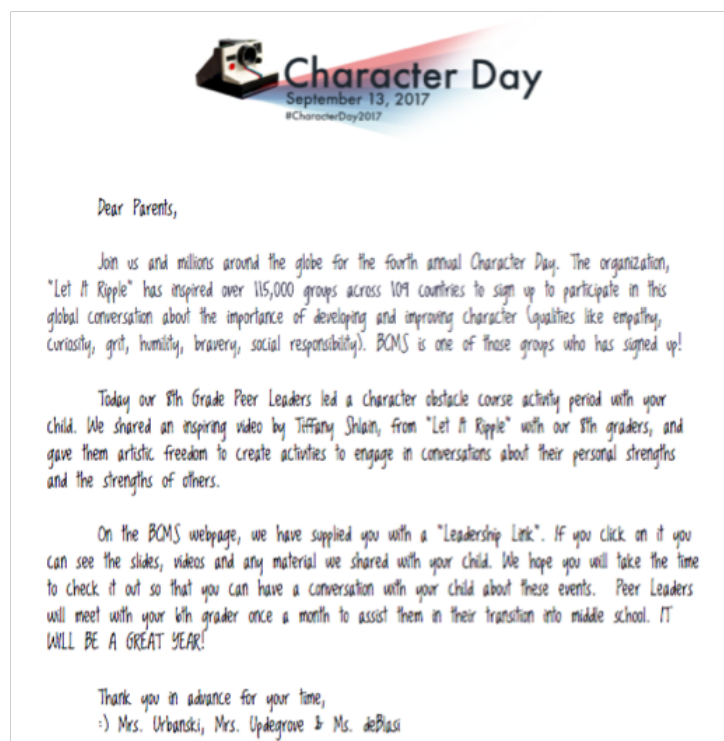 Character Day
September 13, 2017
#CharacterDay2017
Dear Parents,
Join us and millions around the globe for the fourth annual Character Day. The organization,
"Let It Ripple" has inspired over 115,000 groups across 109 countries to sign up to participate in this
global conversation about the importance of developing and improving character (qualities like empathy,
curiosity, grit, humility, bravery, social responsibility). BCMS is one of those groups who has signed up!
Today our 8th Grade Peer Leaders led a character obstacle course activity period with your
child. We shared an inspiring video by Tiffany Shlain, from "Let It Ripple" with our 8th graders, and
gave them artistic freedom to create activities to engage in conversations about their personal strengths
and the strengths of others.
On the BCMS webpage, we have supplied you with a "Leadership Link". If you click on it you
can see the slides, videos and any material we shared with your child. We hope you will take the time
to check it out so that you can have a conversation with your child about these events. Peer Leaders
will meet with your 6th grader once a month to assist them in their transition into middle school. IT
WILL BE A GREAT YEAR!
Thank you in advance for your time,
:) Mrs. Urbanski, Mrs. Updegrove & Ms. deBlasi